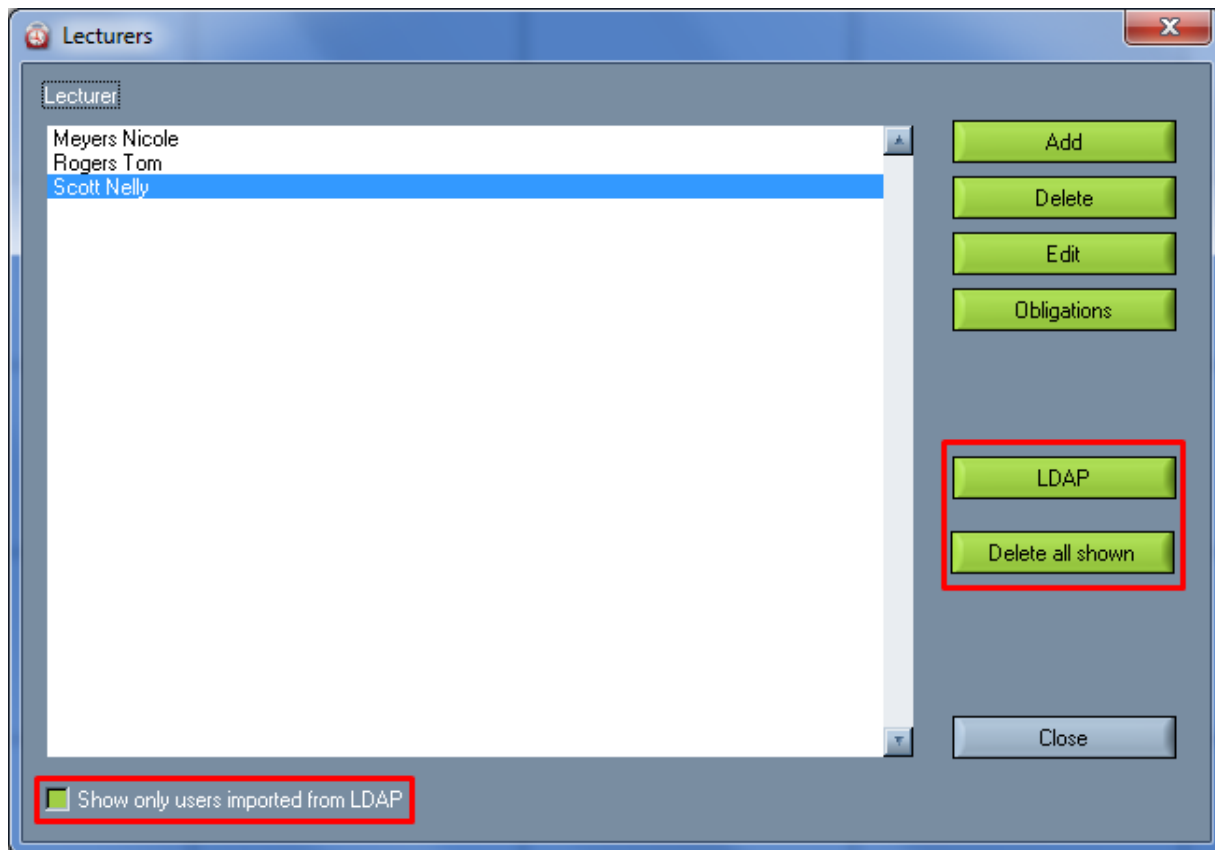 Lecturers
Lecturer
Meyers Nicole
Rogers Tom
Scott Nelly
Add
Delete
Edit
Obligations
LDAP
Delete all shown
Close
Show only users imported from LDAP